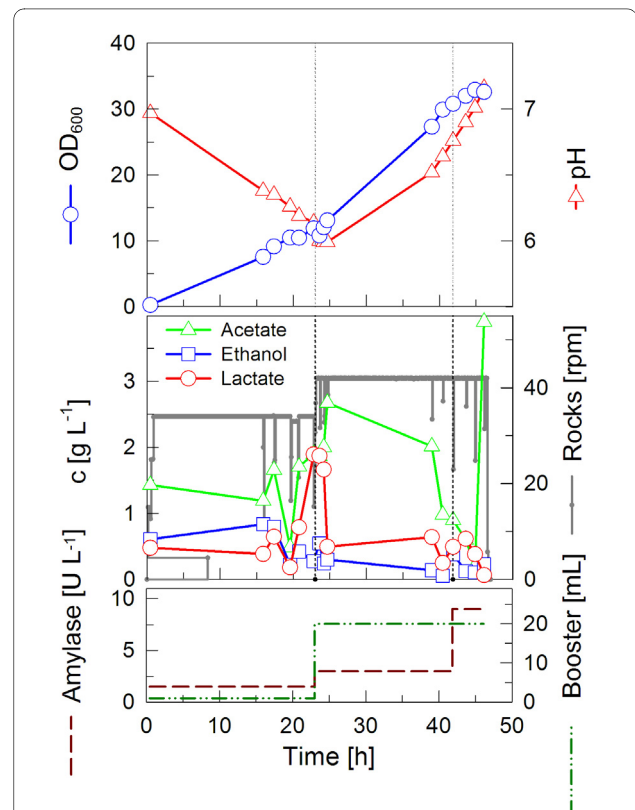 40
30
20
10
0
OD600
7
6
pH
Acetate
Ethanol
Lactate
4
3
2
1
0
c [g L-1]
40
20
0
Rocks [rpm]
10
5
0
Amylase [U L-1]
20
10
0
Booster [mL]
0 10 20 30 40 50
Time [h]